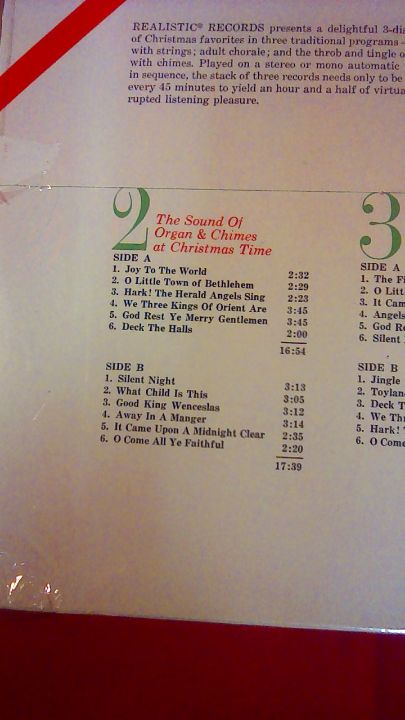 REALISTIC® RECORDS presents a delightful 3-di
of Christmas favorites in three traditional programs
with strings; adult chorale; and the throb and tingle o
with chimes. Played on a stereo or mono automatic
in sequence, the stack of three records needs only to be
every 45 minutes to yield an hour and a half of virtua
rupted listening pleasure.
2 The Sound Of
Organ & Chimes
at Christmas Time
SIDE A
1. Joy To The World 2:32
2. O Little Town of Bethlehem 2:29
3. Hark! The Herald Angels Sing 2:23
4. We Three Kings Of Orient Are 3:45
5. God Rest Ye Merry Gentlemen 3:45
6. Deck The Halls 2:00
16:54
SIDE B
1. Silent Night 3:13
2. What Child Is This 3:05
3. Good King Wenceslas 3:12
4. Away In A Manger 3:14
5. It Came Upon A Midnight Clear 2:35
6. O Come All Ye Faithful 2:20
17:39
3
SIDE A
1. The Fi
2. O Litt
3. It Cam
4. Angels
5. God Re
6. Silent
SIDE B
1. Jingle
2. Toylan
3. Deck T
4. We Thr
5. Hark! T
6. O Come